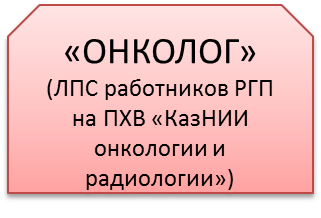 «ОНКОЛОГ»
(ЛПС работников РГП
на ПХВ «КазНИИ
онкологии и
радиологии»)